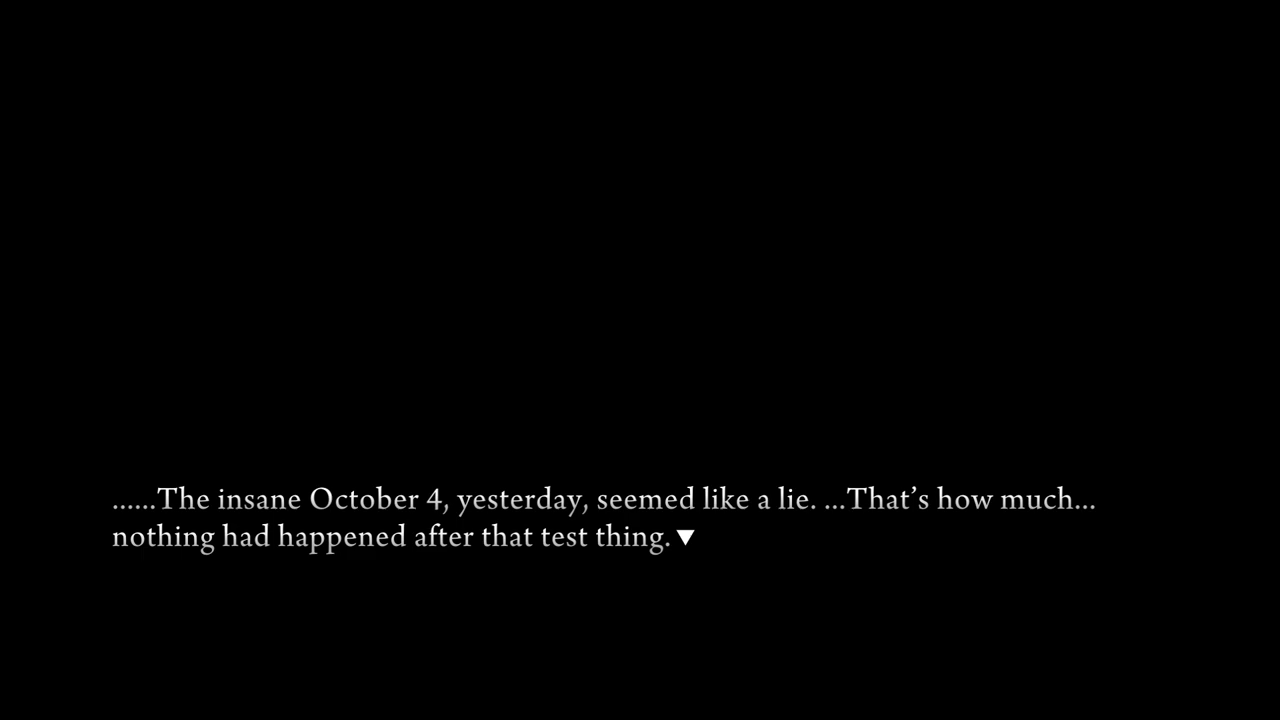 ......The insane October 4, yesterday, seemed like a lie. ...That’s how much...
nothing had happened after that test thing.